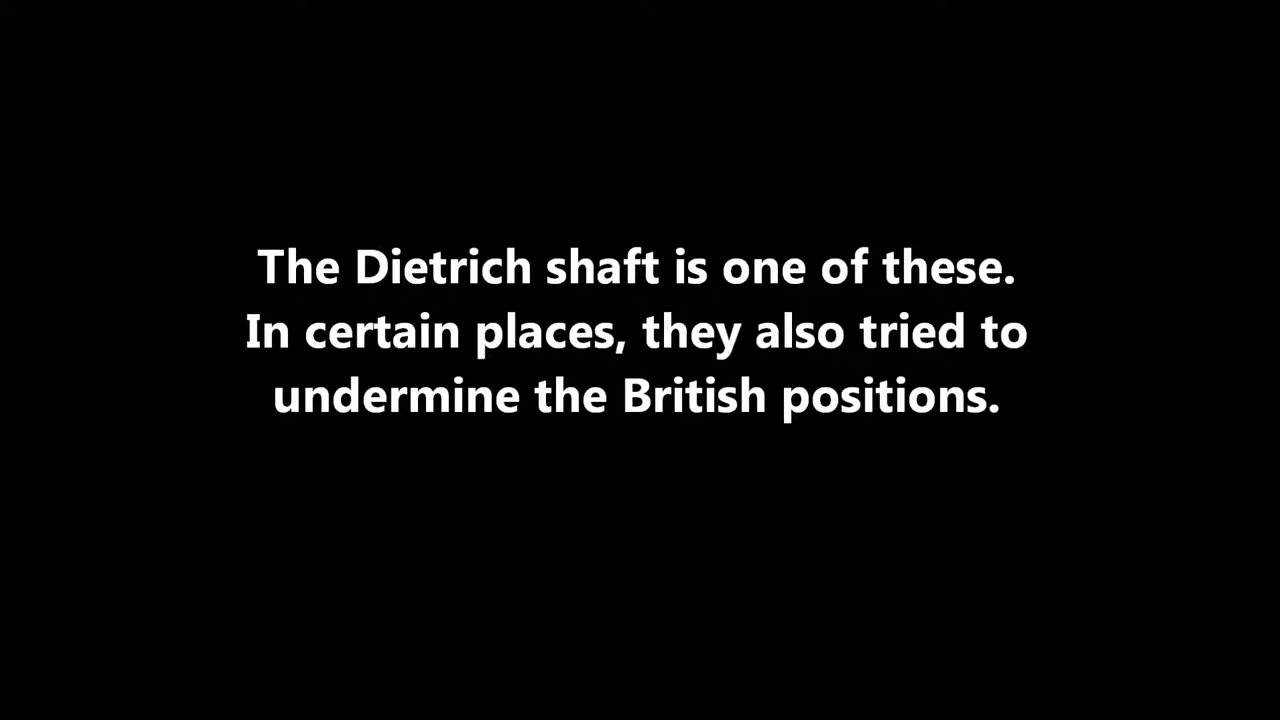 The Dietrich shaft is one of these.
In certain places, they also tried to
undermine the British positions.